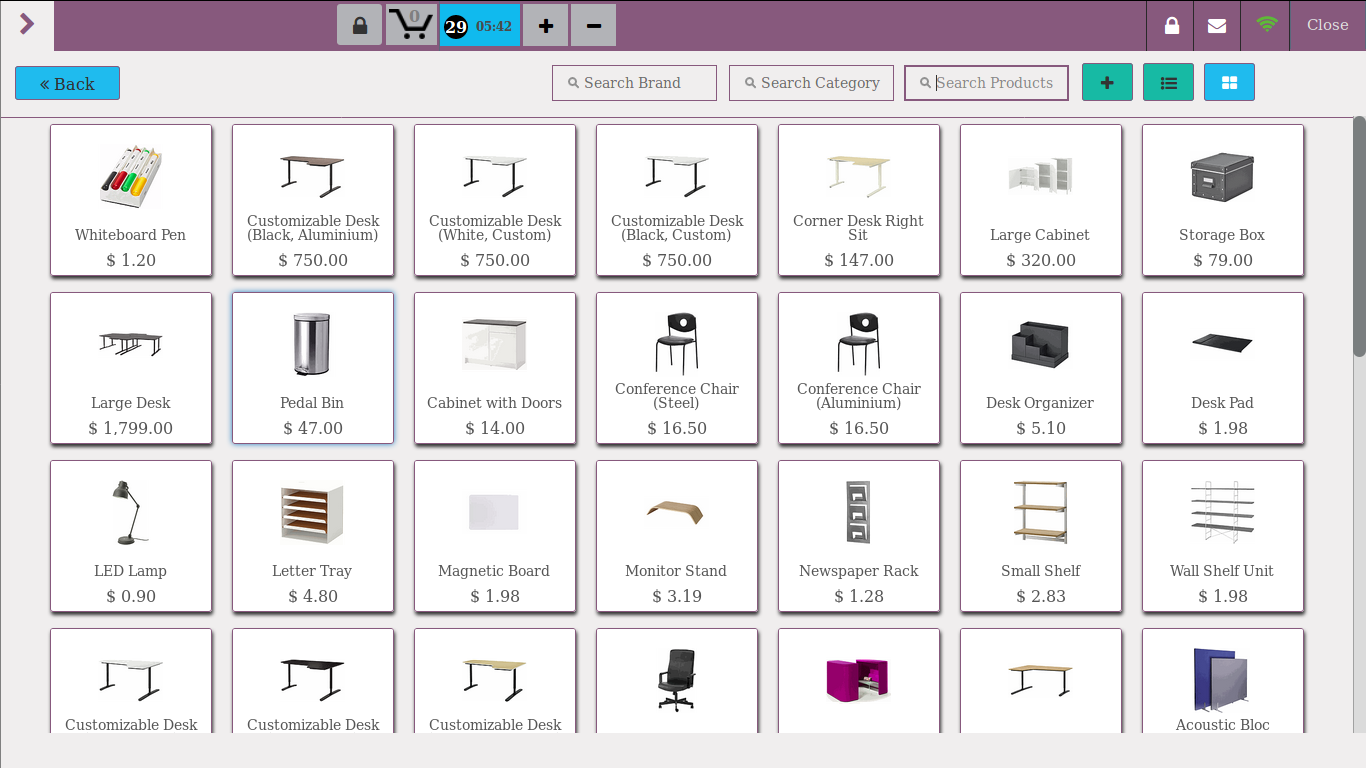 0
29 05:42
Close
« Back
Search Brand
Search Category
Search Products
Whiteboard Pen
$ 1.20
Customizable Desk
(Black, Aluminium)
$ 750.00
Customizable Desk
(White, Custom)
$ 750.00
Customizable Desk
(Black, Custom)
$ 750.00
Corner Desk Right
Sit
$ 147.00
Large Cabinet
$ 320.00
Storage Box
$ 79.00
Large Desk
$ 1,799.00
Pedal Bin
$ 47.00
Cabinet with Doors
$ 14.00
Conference Chair
(Steel)
$ 16.50
Conference Chair
(Aluminium)
$ 16.50
Desk Organizer
$ 5.10
Desk Pad
$ 1.98
LED Lamp
$ 0.90
Letter Tray
$ 4.80
Magnetic Board
$ 1.98
Monitor Stand
$ 3.19
Newspaper Rack
$ 1.28
Small Shelf
$ 2.83
Wall Shelf Unit
$ 1.98
Customizable Desk
Customizable Desk
Customizable Desk
Acoustic Bloc